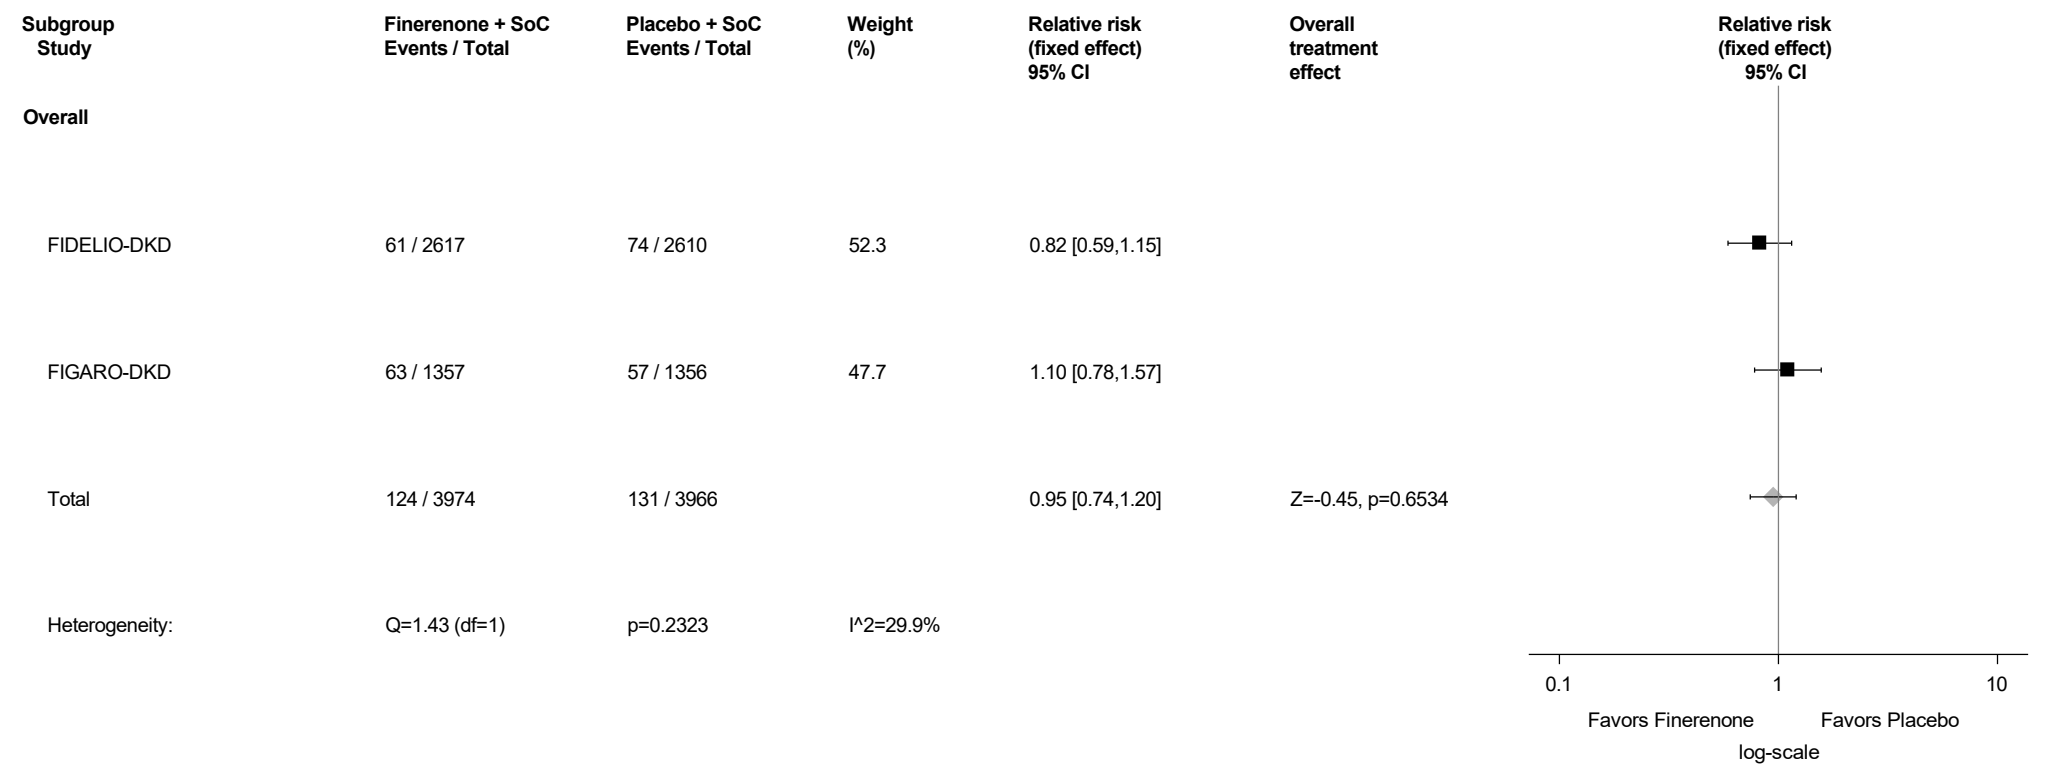 Subgroup Finerenone + SoC Placebo + SoC Weight Relative risk Overall Relative risk
Study Events / Total Events / Total (%) (fixed effect) treatment (fixed effect)
95% CI effect 95% CI
Overall
FIDELIO-DKD 61 / 2617 74 / 2610 52.3 0.82 [0.59,1.15]
FIGARO-DKD 63 / 1357 57 / 1356 47.7 1.10 [0.78,1.57]
Total 124 / 3974 131 / 3966 0.95 [0.74,1.20] Z=-0.45, p=0.6534
Heterogeneity: Q=1.43 (df=1) p=0.2323 I^2=29.9%
0.1 1 10
Favors Finerenone Favors Placebo
log-scale